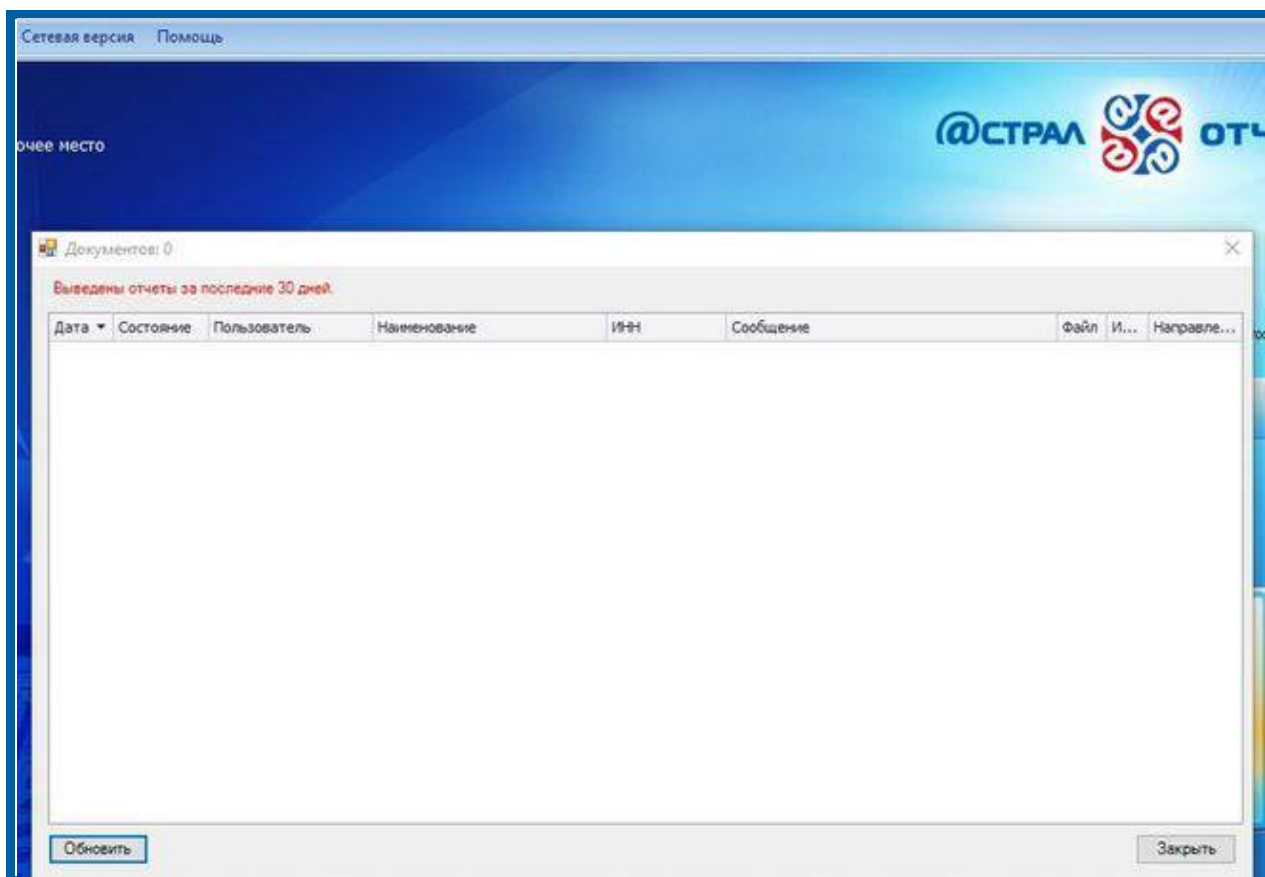 Сетевая версия Помощь
очее место
@СТРАЛ ОТЧ
Документов: 0
Выведены отчеты за последние 30 дней.
Дата Состояние Пользователь Наименование ИНН Сообщение Файл И... Направле...
Обновить Закрыть